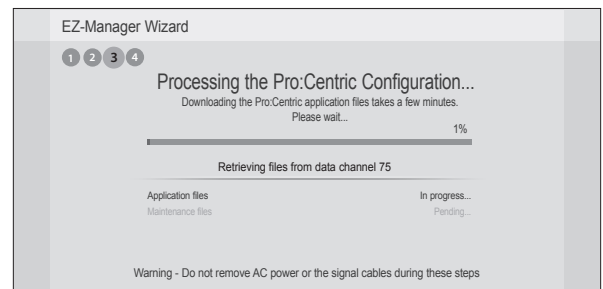 EZ-Manager Wizard
1 2 3 4
Processing the Pro:Centric Configuration...
Downloading the Pro:Centric application files takes a few minutes.
Please wait...
1%
Retrieving files from data channel 75
Application files In progress...
Maintenance files Pending...
Warning - Do not remove AC power or the signal cables during these steps